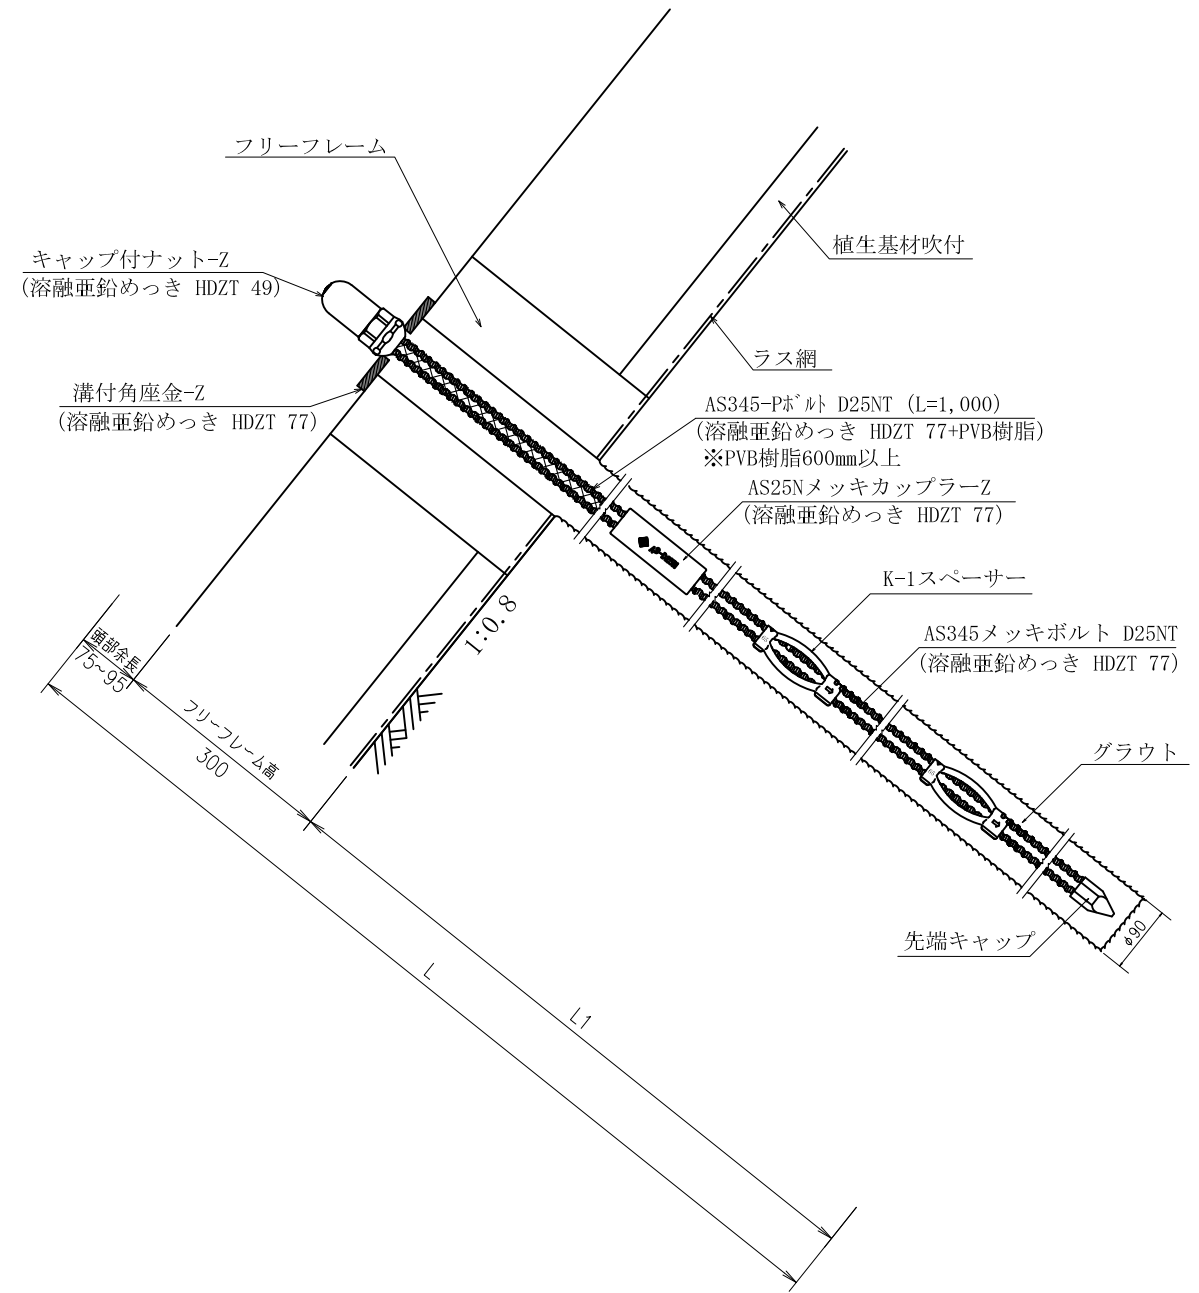 フリーフレーム
植生基材吹付
キャップ付ナット-Z
(溶融亜鉛めっき HDZT 49)
ラス網
溝付角座金-Z
(溶融亜鉛めっき HDZT 77)
AS345-Pボルト D25NT (L=1,000)
(溶融亜鉛めっき HDZT 77+PVB樹脂)
※PVB樹脂600mm以上
AS25NメッキカップラーZ
(溶融亜鉛めっき HDZT 77)
K-1スペーサー
1:0.8
AS345メッキボルト D25NT
(溶融亜鉛めっき HDZT 77)
頭部余長
75~95
フリーフレーム高
300
グラウト
先端キャップ
φ90
L
L1